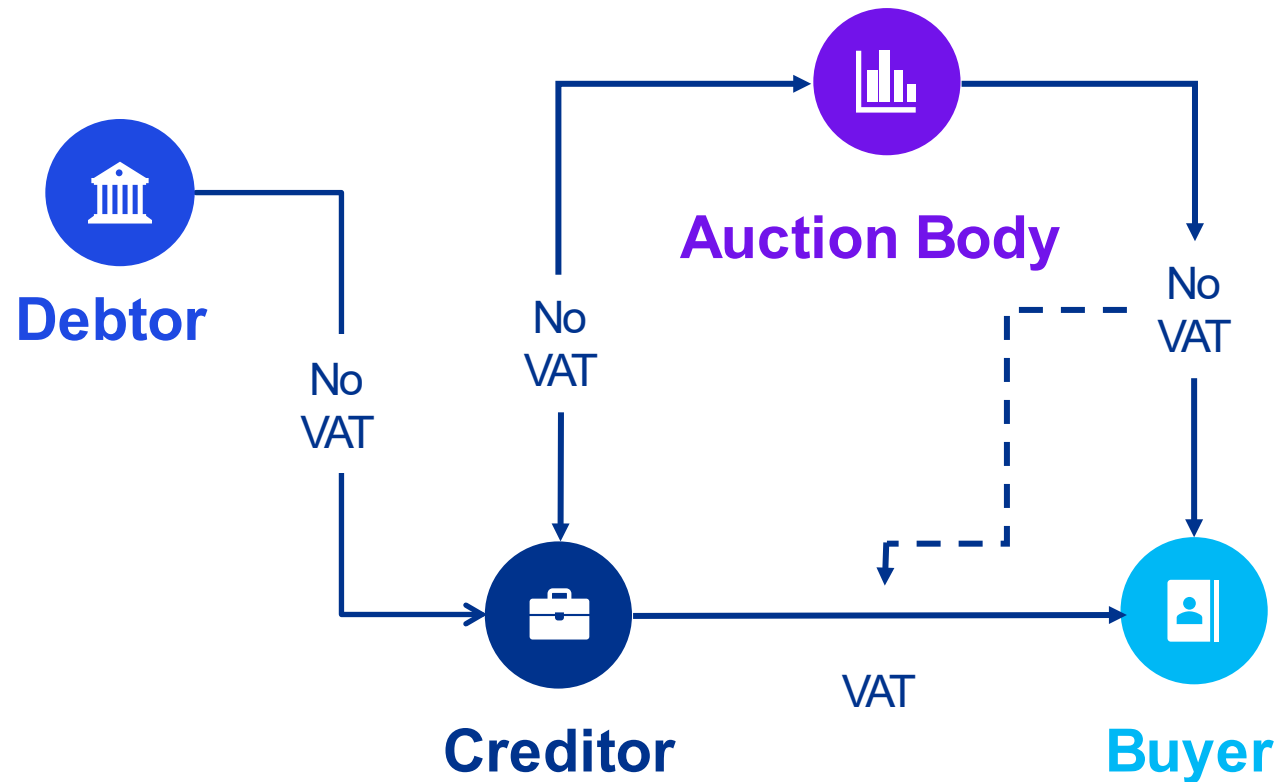 Auction Body
Debtor
No
VAT
No
VAT
No
VAT
VAT
Creditor
Buyer